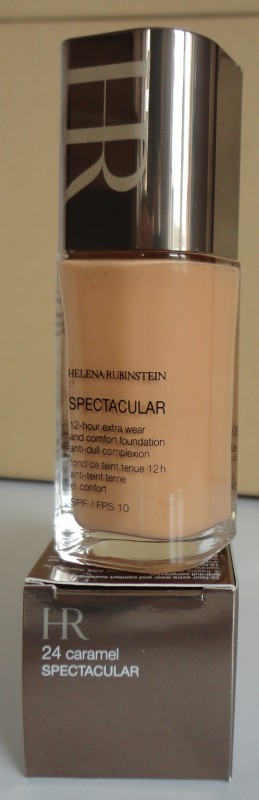 HR
HELENA RUBINSTEIN
SPECTACULAR
12-hour extra wear
and comfort foundation
anti-dull complexion
fond de teint tenue 12 h
anti-teint terne
et confort
SPF / FPS 10
HR
24 caramel
SPECTACULAR